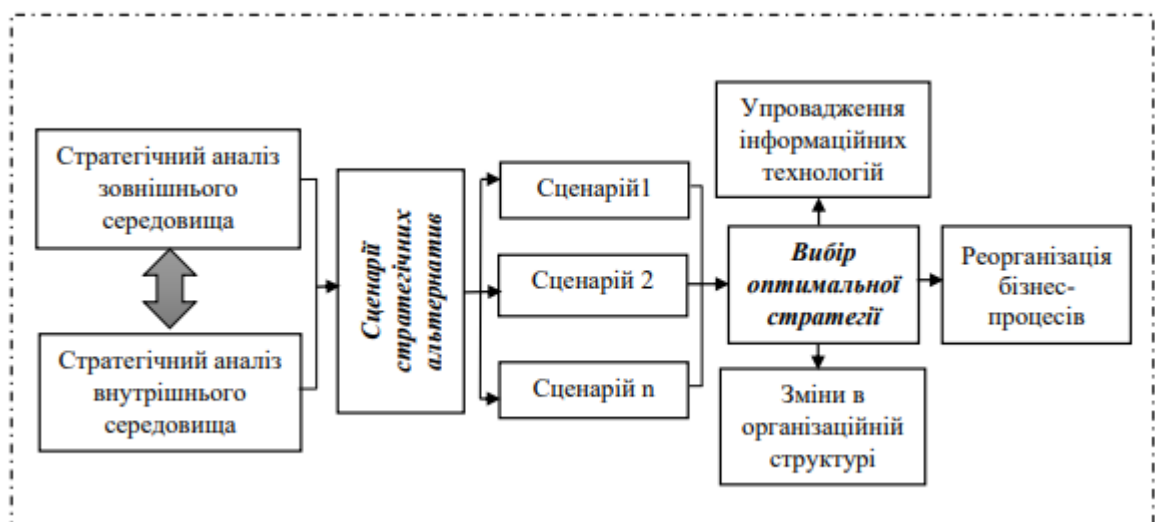 Стратегічний аналіз
зовнішнього
середовища
Стратегічний аналіз
внутрішнього
середовища
Сценарії
стратегічних
альтернатив
Сценарій1
Сценарій 2
Сценарій n
Упровадження
інформаційних
технологій
Вибір
оптимальної
стратегії
Реорганізація
бізнес-
процесів
Зміни в
організаційній
структурі